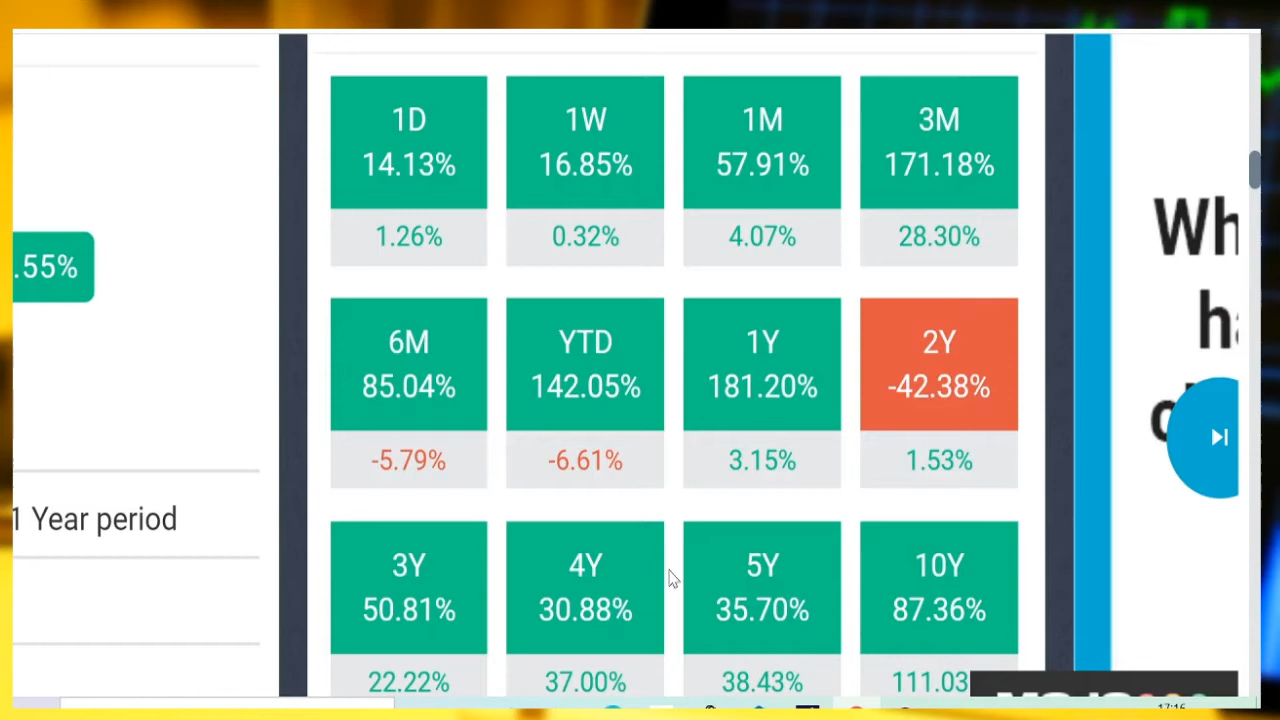 1D 1W 1M 3M
14.13% 16.85% 57.91% 171.18%
1.26% 0.32% 4.07% 28.30%
.55%
6M YTD 1Y 2Y
85.04% 142.05% 181.20% -42.38%
-5.79% -6.61% 3.15% 1.53%
1 Year period
3Y 4Y 5Y 10Y
50.81% 30.88% 35.70% 87.36%
22.22% 37.00% 38.43% 111.03
Wh